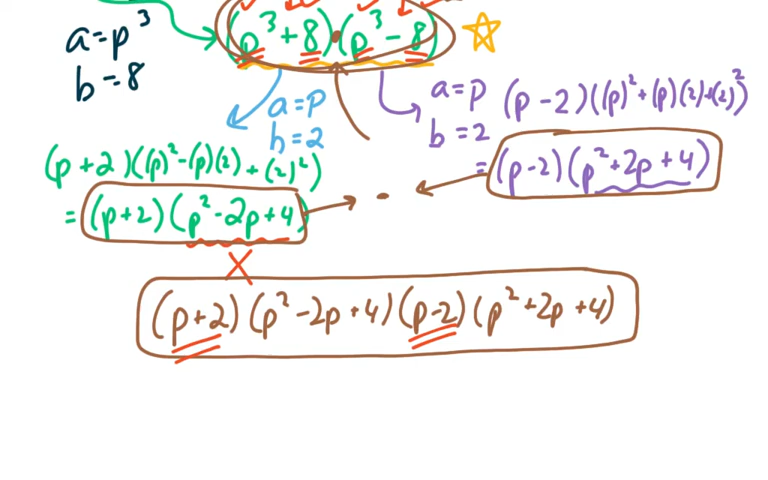 (p³+8)·(p³-8)
a=p³
b=8
a=p
b=2
a=p
b=2
(p-2)((p)²+(p)(2)+(2)²)
=(p-2)(p²+2p+4)
(p+2)((p)²-(p)(2)+(2)²)
=(p+2)(p²-2p+4)
(p+2)(p²-2p+4)(p-2)(p²+2p+4)